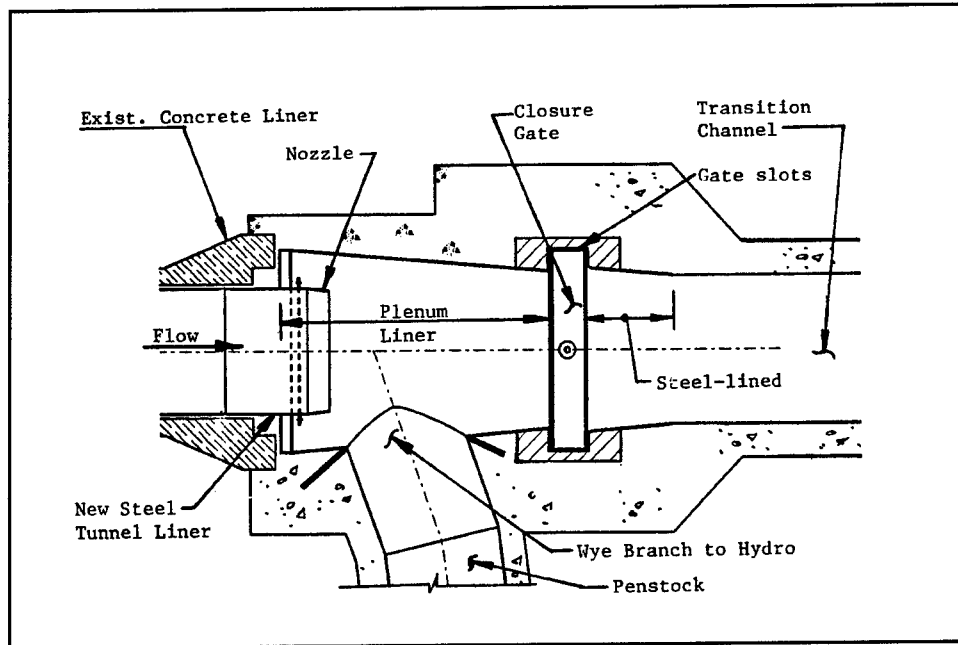 Exist. Concrete Liner
Nozzle
Closure
Gate
Transition
Channel
Gate slots
Flow
Plenum
Liner
Steel-lined
New Steel
Tunnel Liner
Wye Branch to Hydro
Penstock